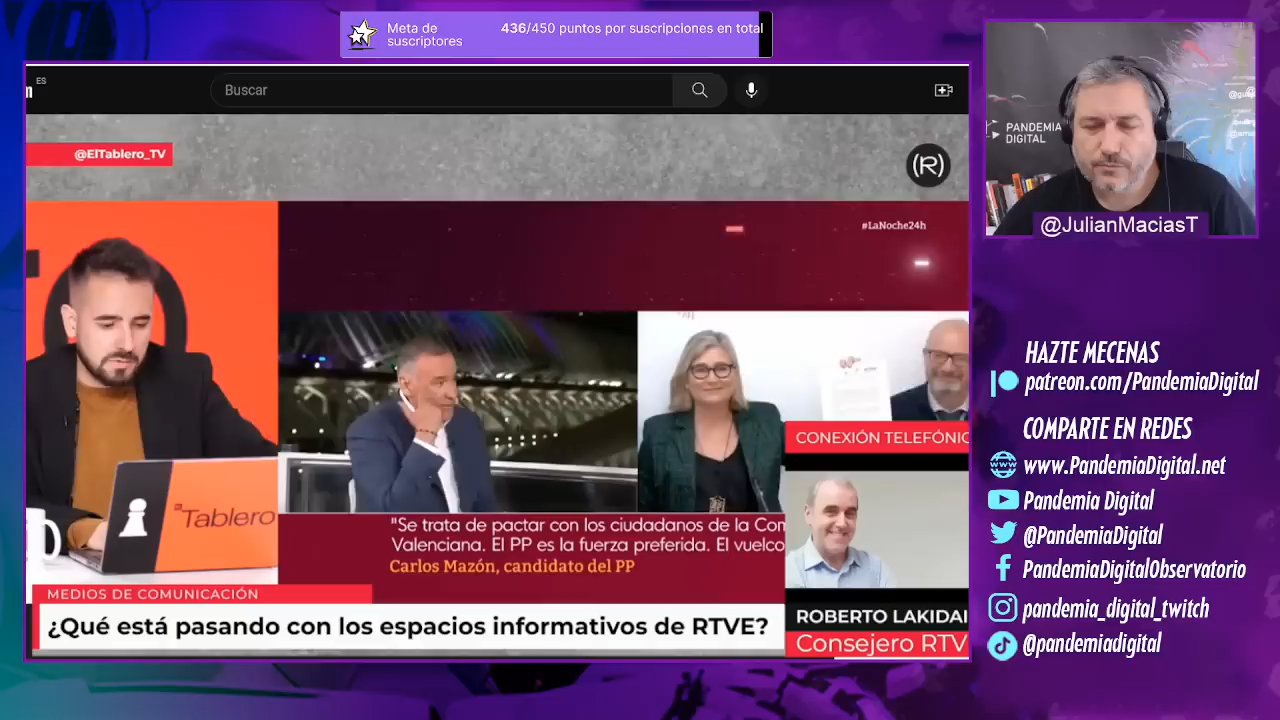 Meta de
suscriptores
436/450 puntos por suscripciones en total
ES
Buscar
@ElTablero_TV
(R)
#LaNoche24h
CONEXIÓN TELEFÓNIC
"Se trata de pactar con los ciudadanos de la Com
Valenciana. El PP es la fuerza preferida. El vuelco
Carlos Mazón, candidato del PP
Tablero
MEDIOS DE COMUNICACIÓN
¿Qué está pasando con los espacios informativos de RTVE?
ROBERTO LAKIDAI
Consejero RTV
PANDEMIA
DIGITAL
@JulianMaciasT
HAZTE MECENAS
patreon.com/PandemiaDigital
COMPARTE EN REDES
www.PandemiaDigital.net
Pandemia Digital
@PandemiaDigital
PandemiaDigitalObservatorio
pandemia_digital_twitch
@pandemiadigital